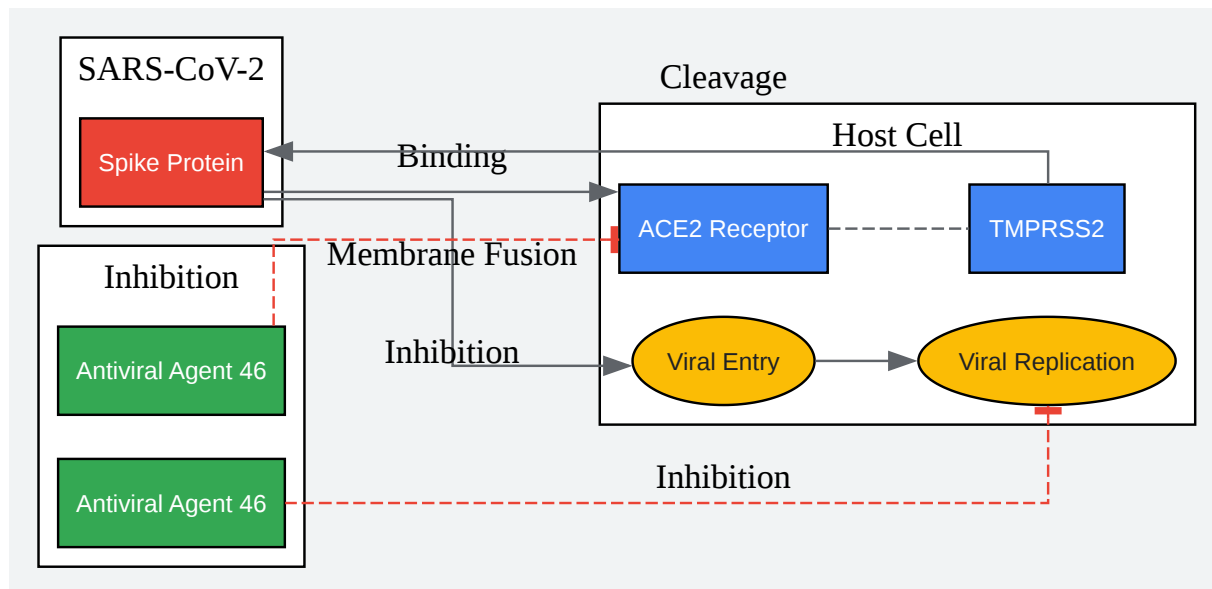 SARS-CoV-2
Spike Protein
Cleavage
Host Cell
Binding
ACE2 Receptor
TMPRSS2
Membrane Fusion
Inhibition
Antiviral Agent 46
Inhibition
Viral Entry
Viral Replication
Antiviral Agent 46
Inhibition